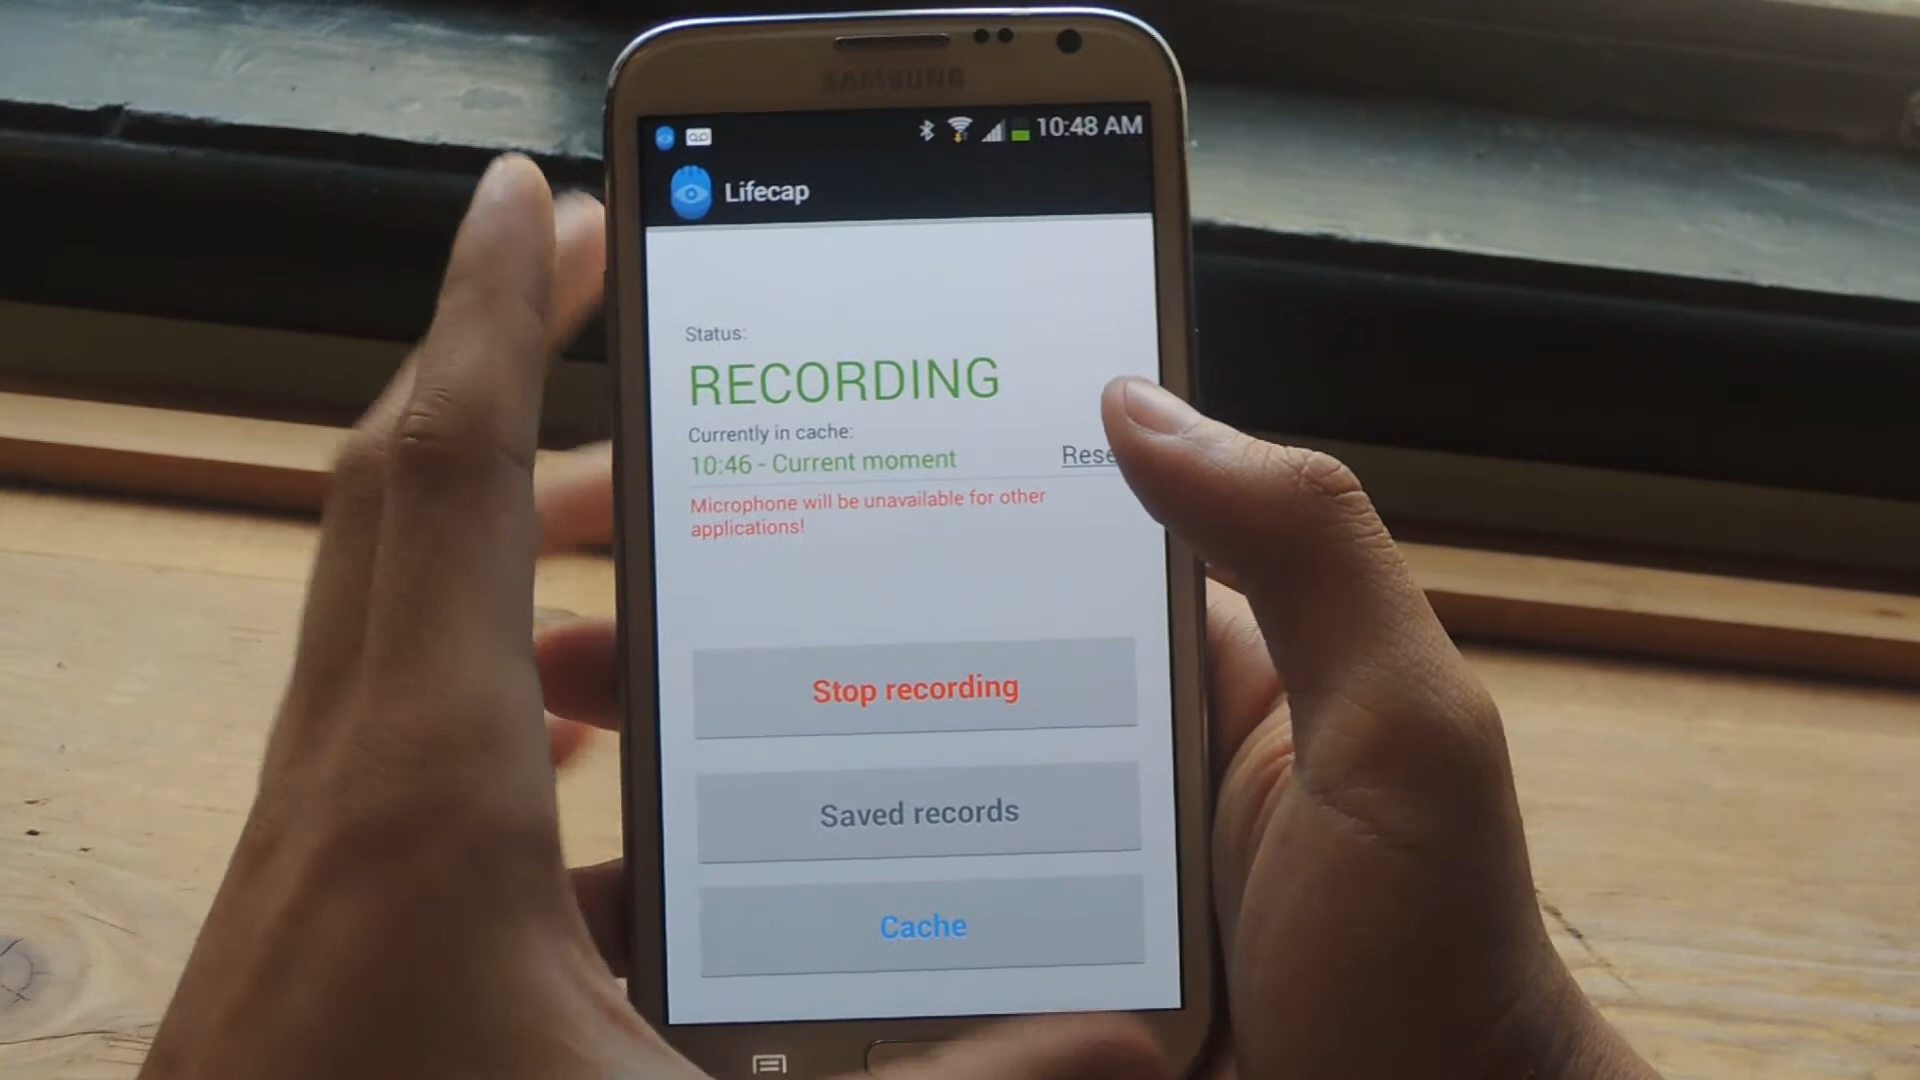 SAMSUNG
10:48 AM
Lifecap
Status:
RECORDING
Currently in cache:
10:46 - Current moment
Rese
Microphone will be unavailable for other
applications!
Stop recording
Saved records
Cache